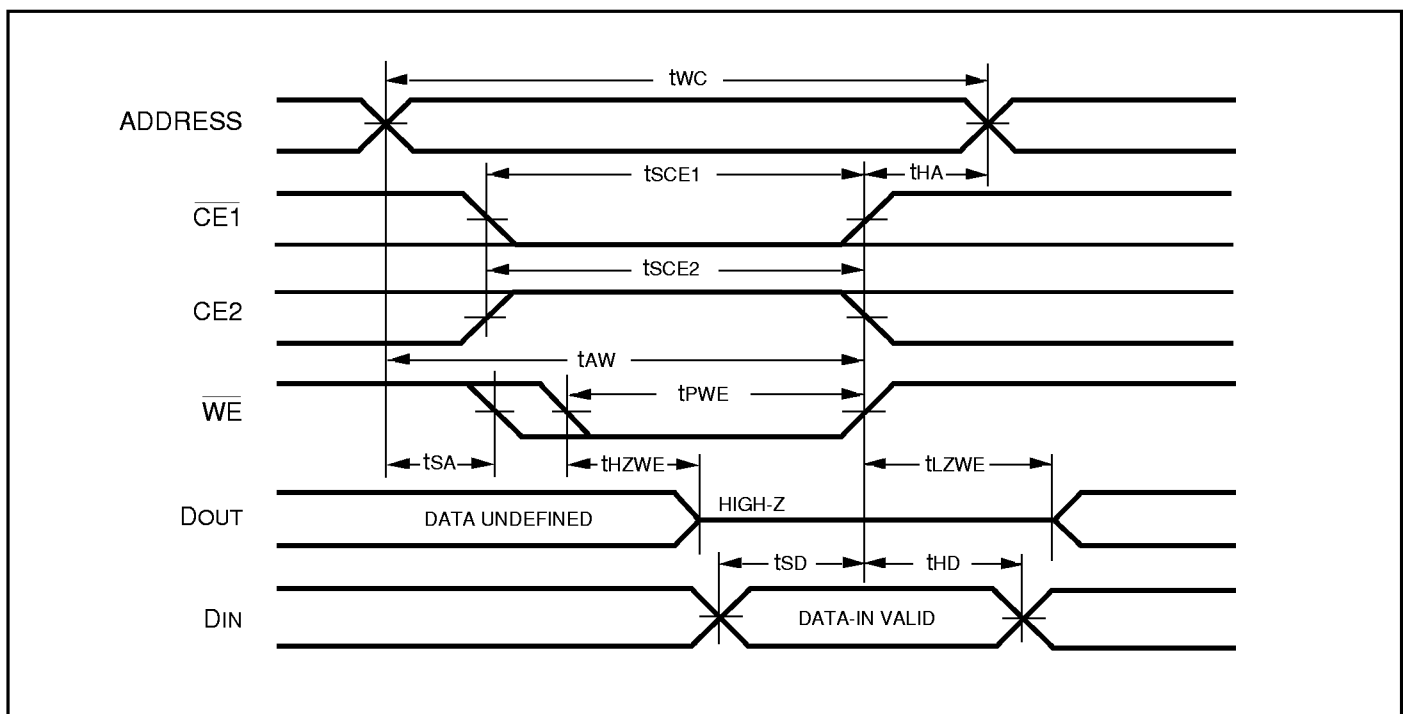 tWC
ADDRESS
tSCE1
tHA
CE1
tSCE2
CE2
tAW
WE
tPWE
tSA
tHZWE
tLZWE
DOUT
DATA UNDEFINED
HIGH-Z
tSD
tHD
DIN
DATA-IN VALID